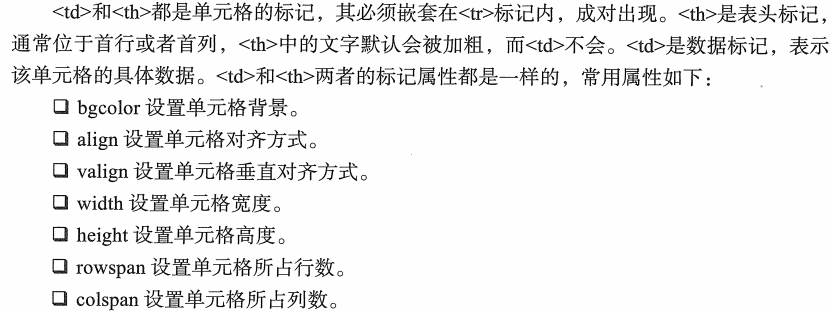 <td>和<th>都是单元格的标记，其必须嵌套在<tr>标记内，成对出现。<th>是表头标记，
通常位于首行或者首列，<th>中的文字默认会被加粗，而<td>不会。<td>是数据标记，表示
该单元格的具体数据。<td>和<th>两者的标记属性都是一样的，常用属性如下：
❑ bgcolor 设置单元格背景。
❑ align 设置单元格对齐方式。
❑ valign 设置单元格垂直对齐方式。
❑ width 设置单元格宽度。
❑ height 设置单元格高度。
❑ rowspan 设置单元格所占行数。
❑ colspan 设置单元格所占列数。